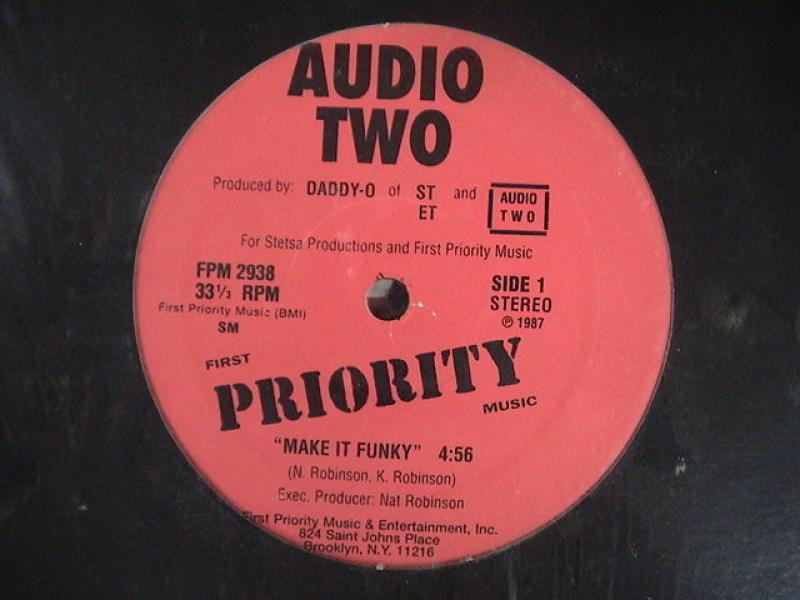 AUDIO
TWO
Produced by: DADDY-O of ST ET and AUDIO TWO
For Stetsa Productions and First Priority Music
FPM 2938
33⅓ RPM
First Priority Music (BMI)
SM
SIDE 1
STEREO
℗ 1987
FIRST
PRIORITY
MUSIC
"MAKE IT FUNKY" 4:56
(N. Robinson, K. Robinson)
Exec. Producer: Nat Robinson
First Priority Music & Entertainment, Inc.
824 Saint Johns Place
Brooklyn, N.Y. 11216